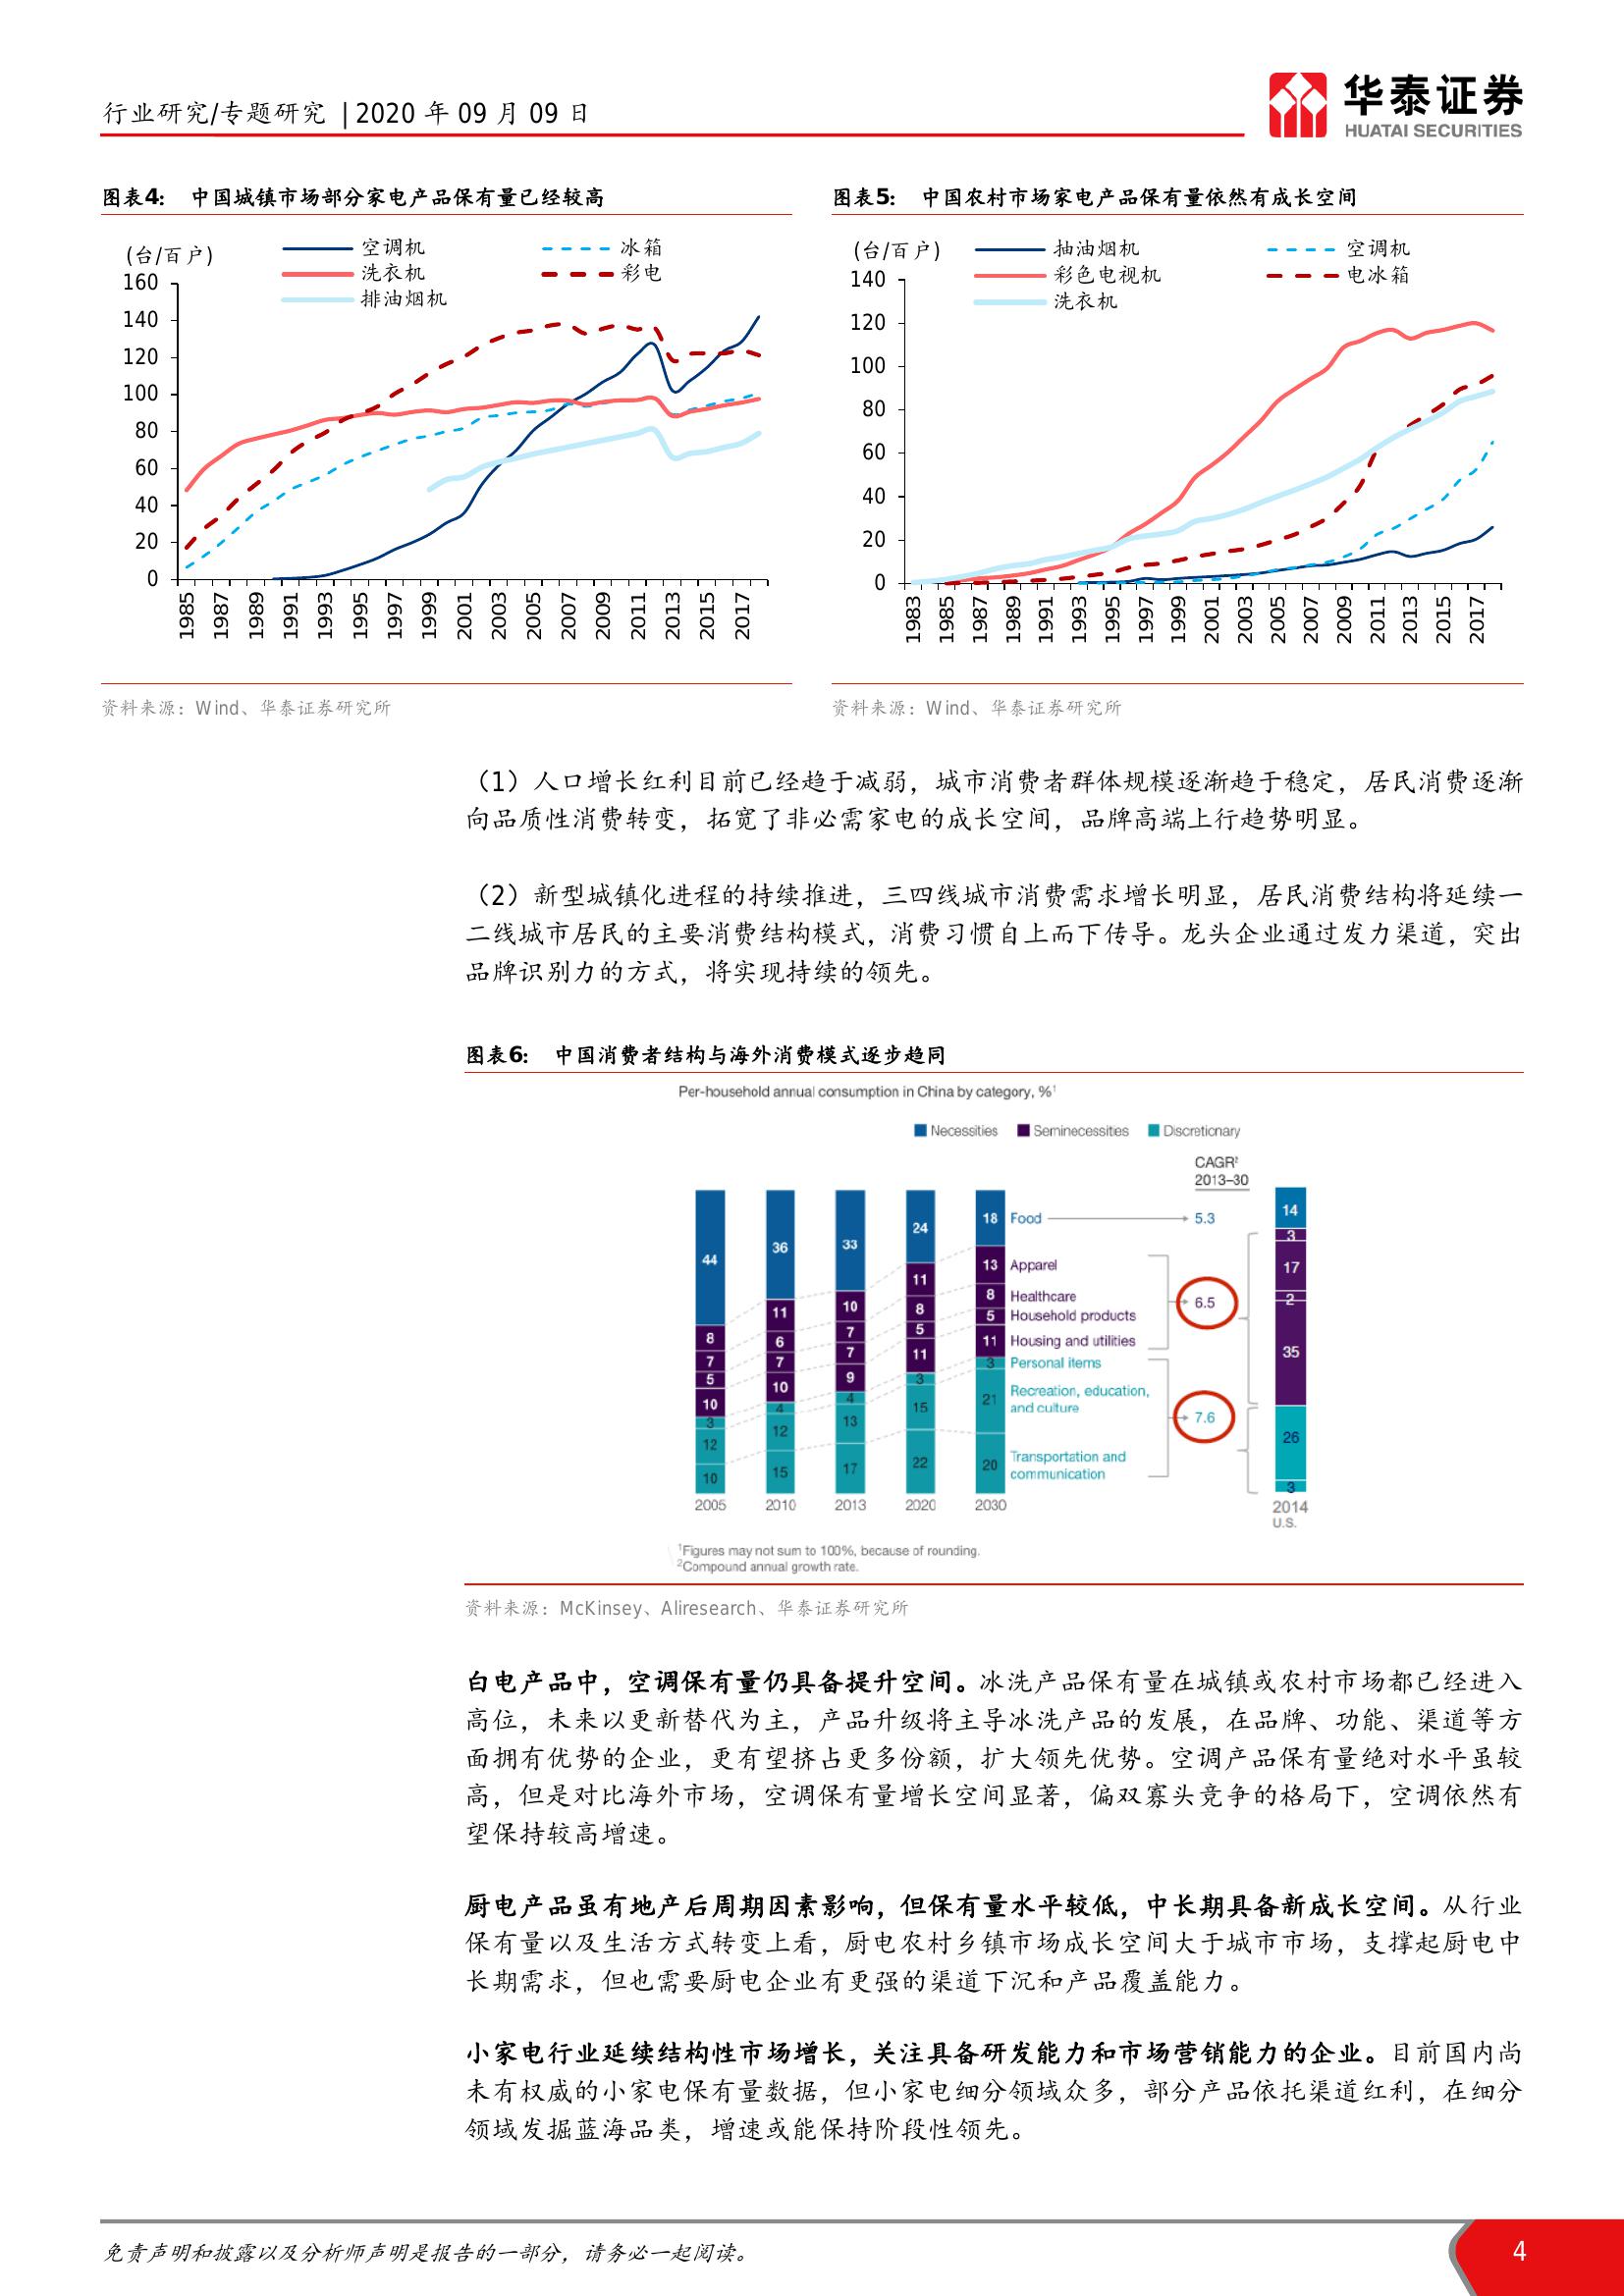 行业研究/专题研究 | 2020 年 09 月 09 日
华泰证券
HUATAI SECURITIES
图表4： 中国城镇市场部分家电产品保有量已经较高
(台/百户)
空调机
冰箱
洗衣机
彩电
排油烟机
160
140
120
100
80
60
40
20
0
1985 1987 1989 1991 1993 1995 1997 1999 2001 2003 2005 2007 2009 2011 2013 2015 2017
资料来源：Wind、华泰证券研究所
图表5： 中国农村市场家电产品保有量依然有成长空间
(台/百户)
抽油烟机
空调机
彩色电视机
电冰箱
洗衣机
140
120
100
80
60
40
20
0
1983 1985 1987 1989 1991 1993 1995 1997 1999 2001 2003 2005 2007 2009 2011 2013 2015 2017
资料来源：Wind、华泰证券研究所
（1）人口增长红利目前已经趋于减弱，城市消费者群体规模逐渐趋于稳定，居民消费逐渐
向品质性消费转变，拓宽了非必需家电的成长空间，品牌高端上行趋势明显。
（2）新型城镇化进程的持续推进，三四线城市消费需求增长明显，居民消费结构将延续一
二线城市居民的主要消费结构模式，消费习惯自上而下传导。龙头企业通过发力渠道，突出
品牌识别力的方式，将实现持续的领先。
图表6： 中国消费者结构与海外消费模式逐步趋同
Per-household annual consumption in China by category, %1
Necessities Seminecessities Discretionary
CAGR2
2013–30
44
8
7
5
10
3
12
10
2005
36
11
6
7
10
4
12
15
2010
33
10
7
7
9
4
13
17
2013
24
11
8
5
11
3
15
22
2020
18 Food 5.3
13 Apparel
8 Healthcare
5 Household products
11 Housing and utilities
6.5
3 Personal items
21 Recreation, education,
and culture
7.6
20 Transportation and
communication
2030
14
3
17
2
35
26
3
2014
U.S.
1Figures may not sum to 100%, because of rounding.
2Compound annual growth rate.
资料来源：McKinsey、Aliresearch、华泰证券研究所
白电产品中，空调保有量仍具备提升空间。冰洗产品保有量在城镇或农村市场都已经进入
高位，未来以更新替代为主，产品升级将主导冰洗产品的发展，在品牌、功能、渠道等方
面拥有优势的企业，更有望挤占更多份额，扩大领先优势。空调产品保有量绝对水平虽较
高，但是对比海外市场，空调保有量增长空间显著，偏双寡头竞争的格局下，空调依然有
望保持较高增速。
厨电产品虽有地产后周期因素影响，但保有量水平较低，中长期具备新成长空间。从行业
保有量以及生活方式转变上看，厨电农村乡镇市场成长空间大于城市市场，支撑起厨电中
长期需求，但也需要厨电企业有更强的渠道下沉和产品覆盖能力。
小家电行业延续结构性市场增长，关注具备研发能力和市场营销能力的企业。目前国内尚
未有权威的小家电保有量数据，但小家电细分领域众多，部分产品依托渠道红利，在细分
领域发掘蓝海品类，增速或能保持阶段性领先。
免责声明和披露以及分析师声明是报告的一部分，请务必一起阅读。
4